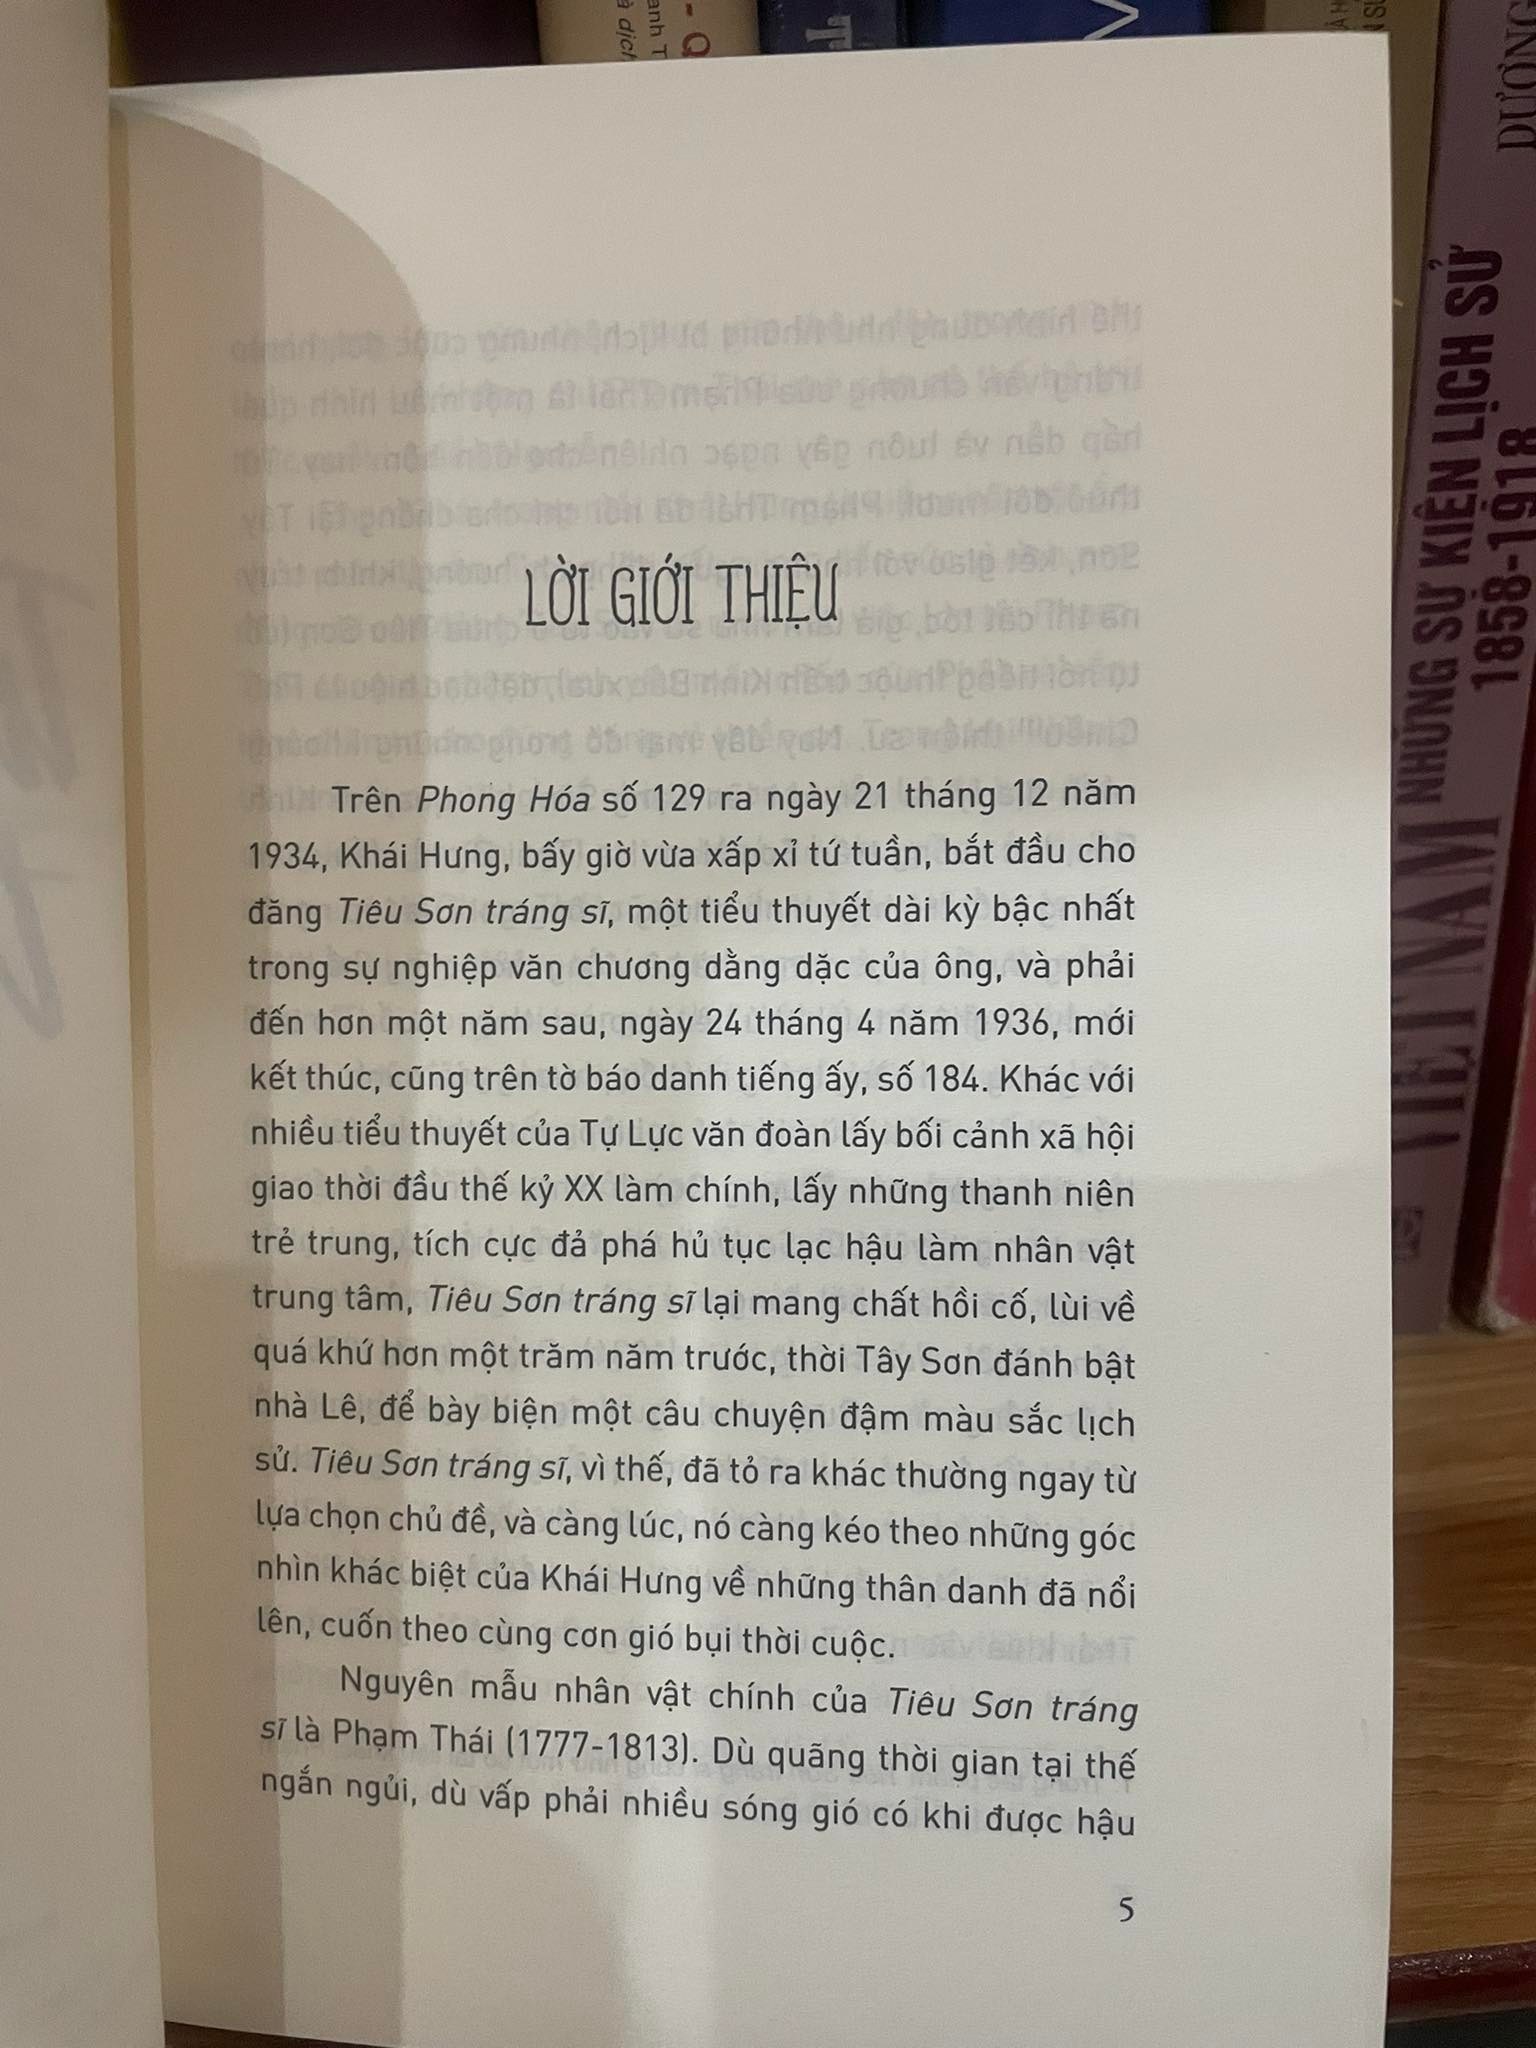 LỜI GIỚI THIỆU
Trên Phong Hóa số 129 ra ngày 21 tháng 12 năm
1934, Khái Hưng, bấy giờ vừa xấp xỉ tứ tuần, bắt đầu cho
đăng Tiêu Sơn tráng sĩ, một tiểu thuyết dài kỳ bậc nhất
trong sự nghiệp văn chương dằng dặc của ông, và phải
đến hơn một năm sau, ngày 24 tháng 4 năm 1936, mới
kết thúc, cũng trên tờ báo danh tiếng ấy, số 184. Khác với
nhiều tiểu thuyết của Tự Lực văn đoàn lấy bối cảnh xã hội
giao thời đầu thế kỷ XX làm chính, lấy những thanh niên
trẻ trung, tích cực đả phá hủ tục lạc hậu làm nhân vật
trung tâm, Tiêu Sơn tráng sĩ lại mang chất hồi cố, lùi về
quá khứ hơn một trăm năm trước, thời Tây Sơn đánh bật
nhà Lê, để bày biện một câu chuyện đậm màu sắc lịch
sử. Tiêu Sơn tráng sĩ, vì thế, đã tỏ ra khác thường ngay từ
lựa chọn chủ đề, và càng lúc, nó càng kéo theo những góc
nhìn khác biệt của Khái Hưng về những thân danh đã nổi
lên, cuốn theo cùng cơn gió bụi thời cuộc.
Nguyên mẫu nhân vật chính của Tiêu Sơn tráng
sĩ là Phạm Thái (1777-1813). Dù quãng thời gian tại thế
ngắn ngủi, dù vấp phải nhiều sóng gió có khi được hậu
5
VIỆT NAM NHỮNG SỰ KIỆN LỊCH SỬ
1858-1918
DƯƠNG